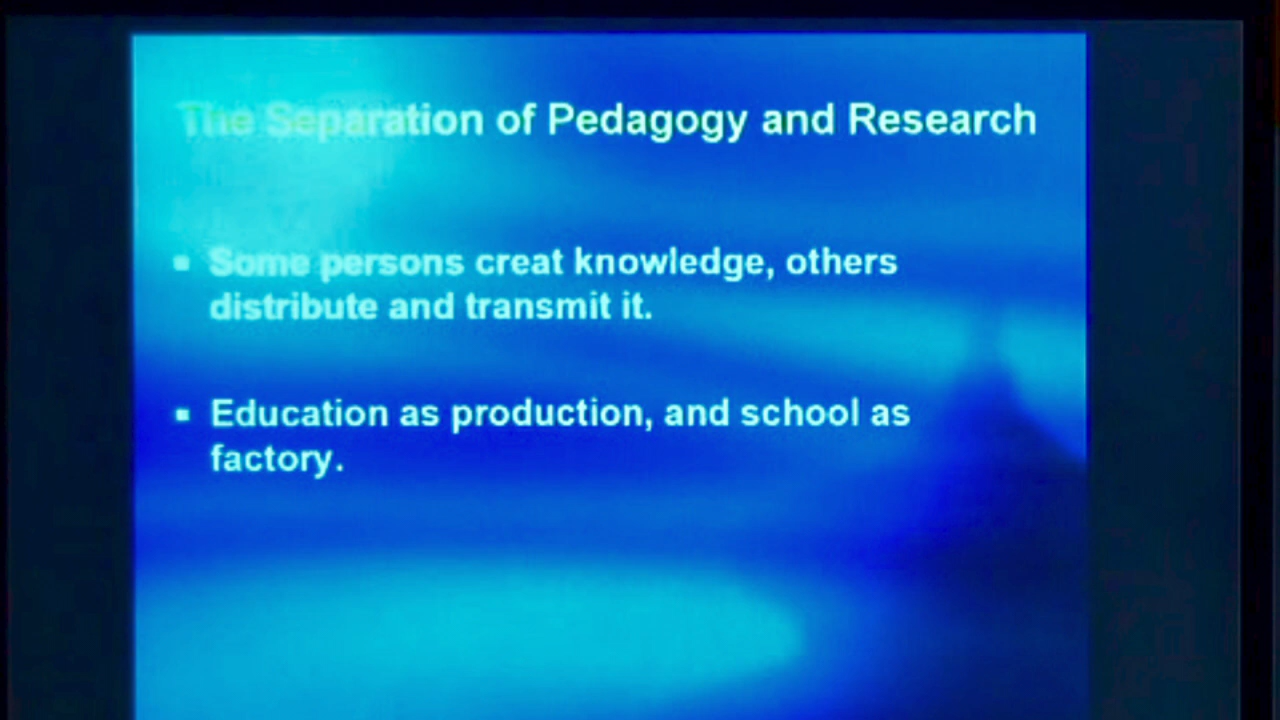 The Separation of Pedagogy and Research
▪ Some persons creat knowledge, others
distribute and transmit it.
▪ Education as production, and school as
factory.